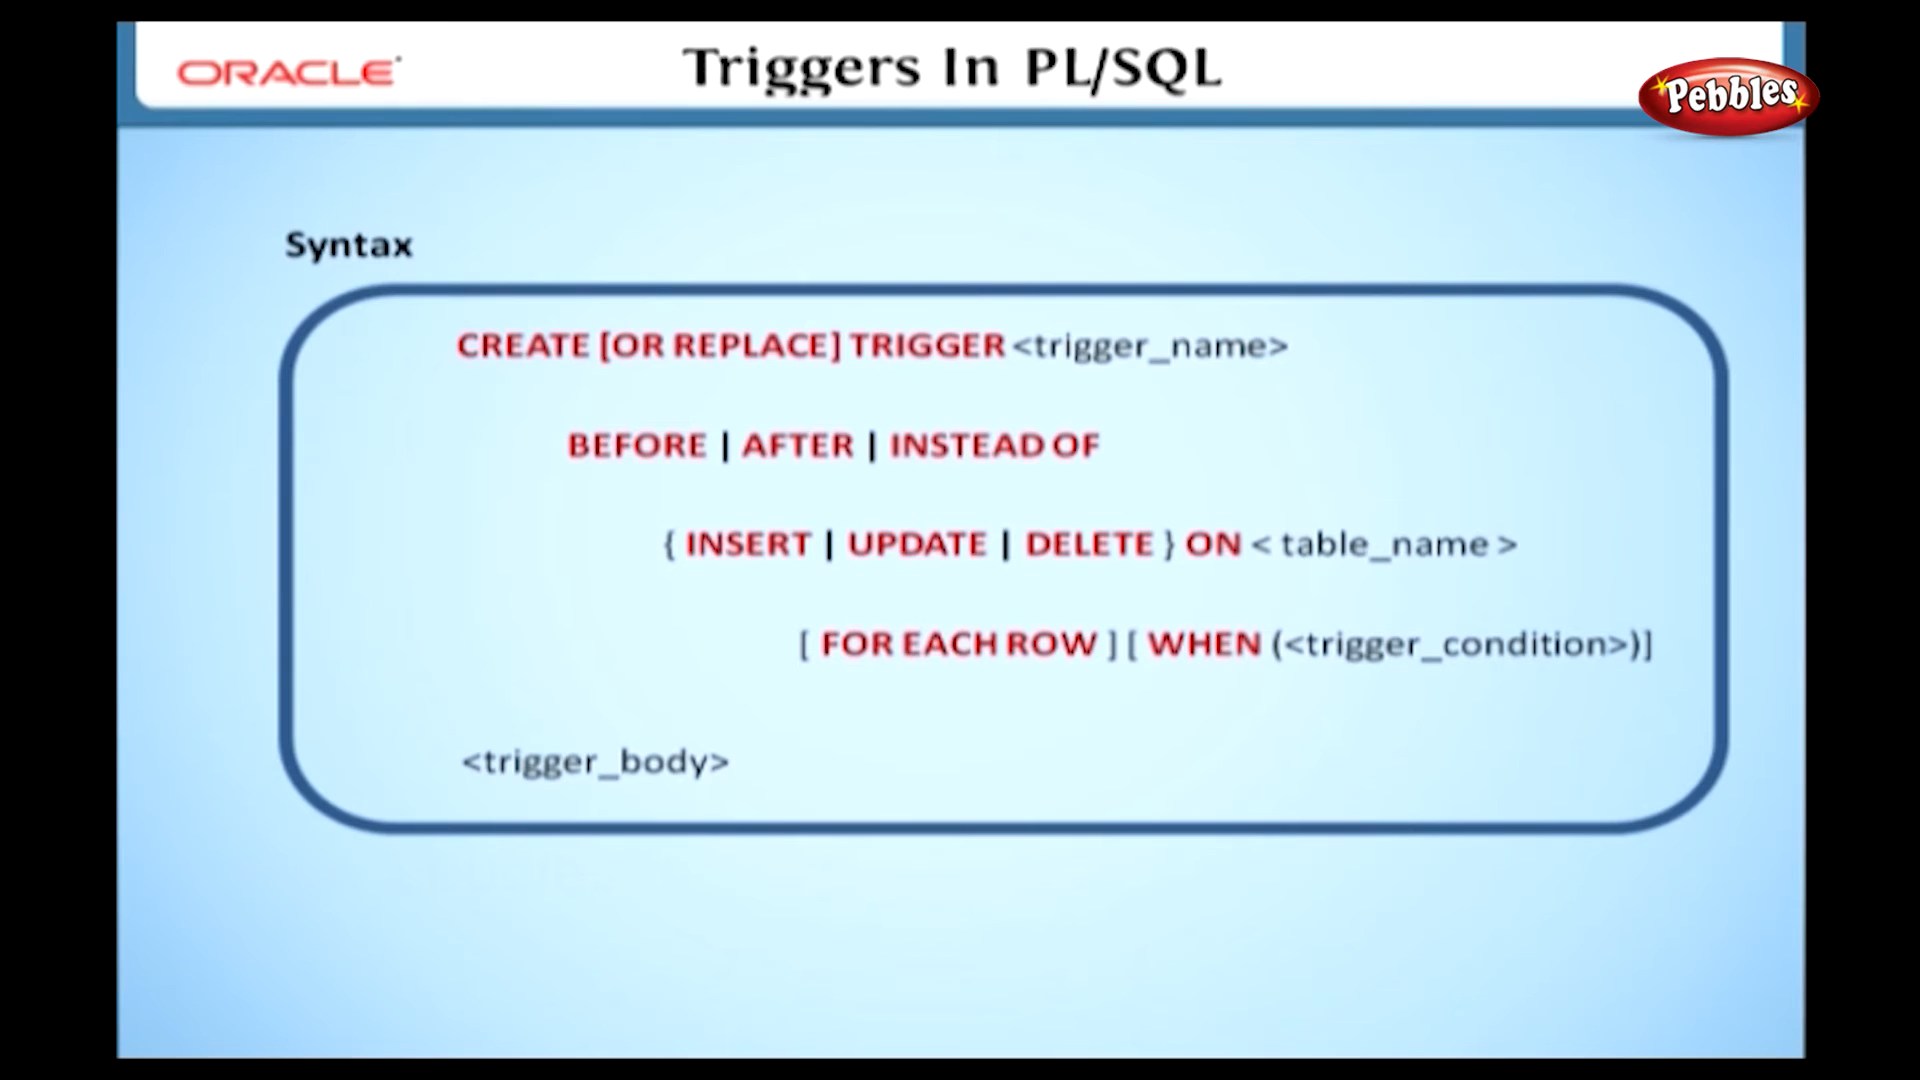 ORACLE
Triggers In PL/SQL
Pebbles
Syntax
CREATE [OR REPLACE] TRIGGER <trigger_name>
BEFORE | AFTER | INSTEAD OF
{ INSERT | UPDATE | DELETE } ON < table_name >
[ FOR EACH ROW ] [ WHEN (<trigger_condition>)]
<trigger_body>